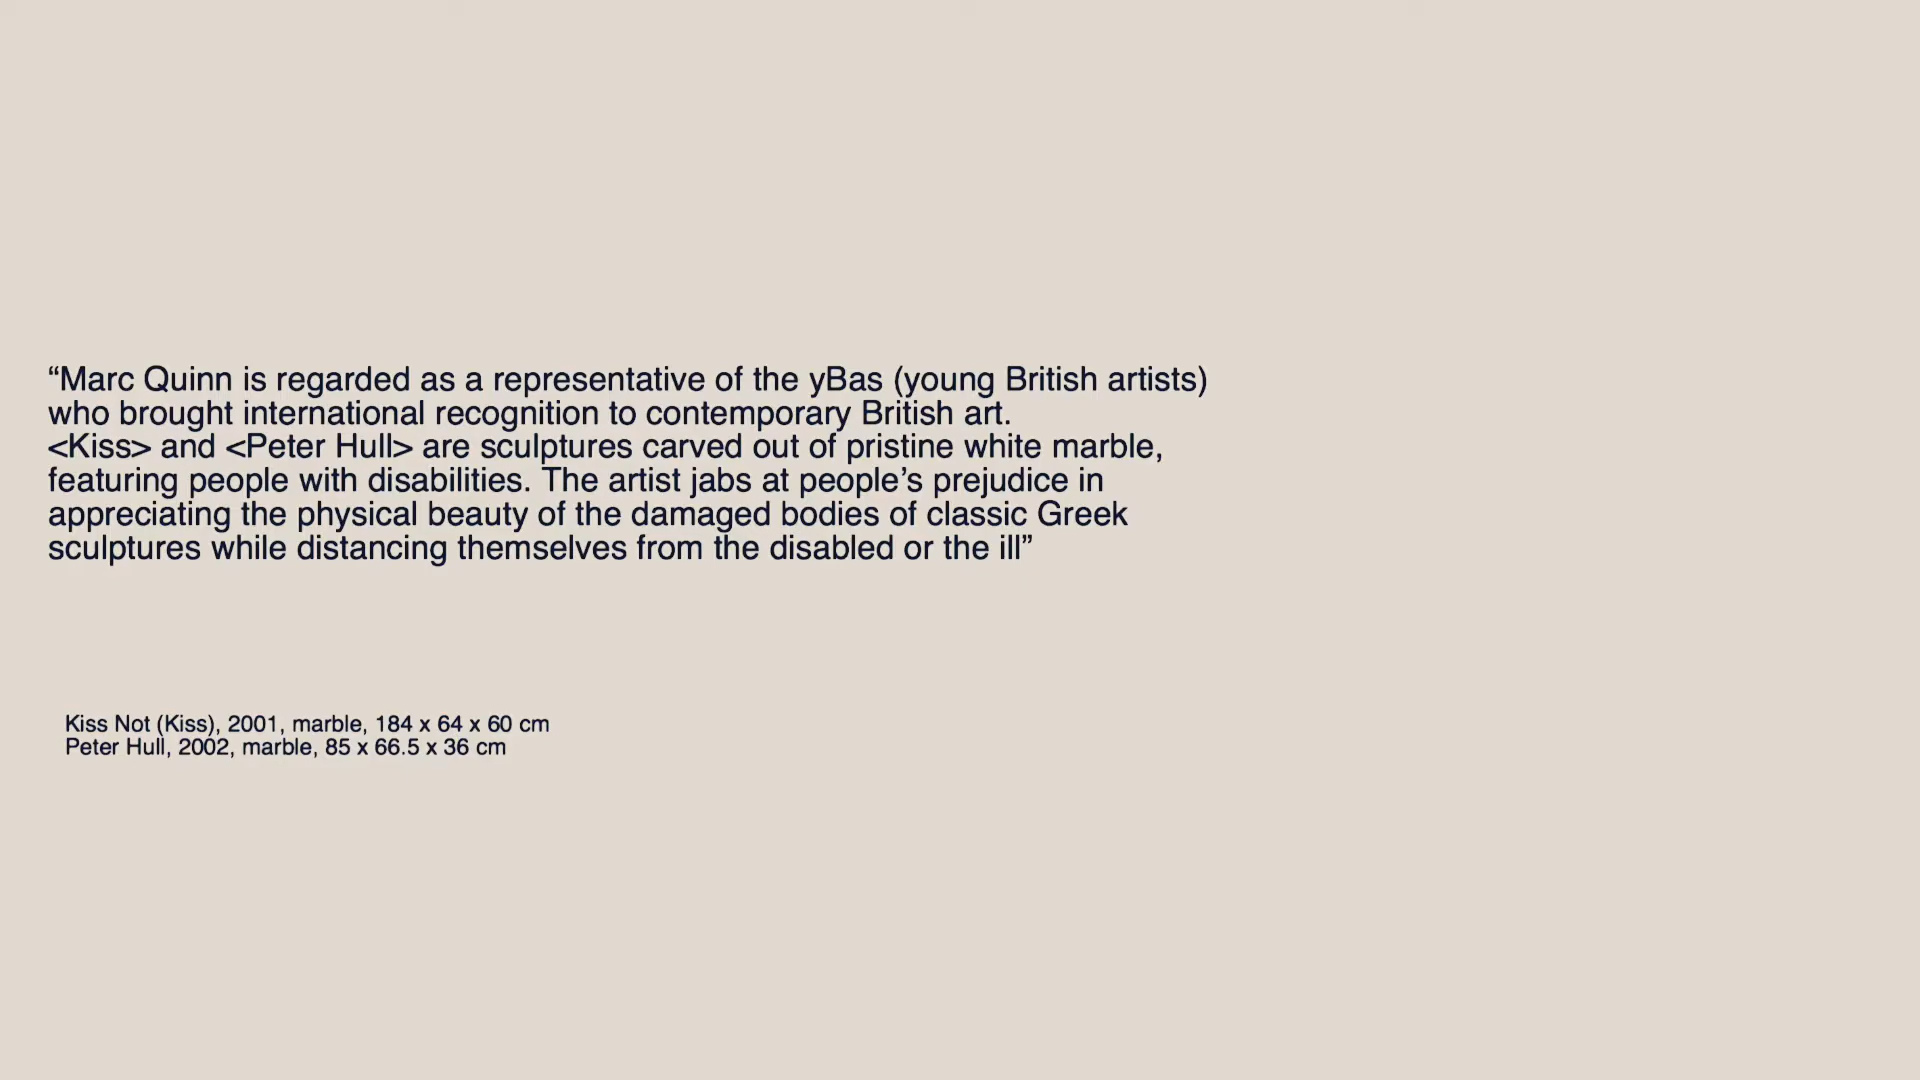 “Marc Quinn is regarded as a representative of the yBas (young British artists)
who brought international recognition to contemporary British art.
<Kiss> and <Peter Hull> are sculptures carved out of pristine white marble,
featuring people with disabilities. The artist jabs at people’s prejudice in
appreciating the physical beauty of the damaged bodies of classic Greek
sculptures while distancing themselves from the disabled or the ill”
Kiss Not (Kiss), 2001, marble, 184 x 64 x 60 cm
Peter Hull, 2002, marble, 85 x 66.5 x 36 cm